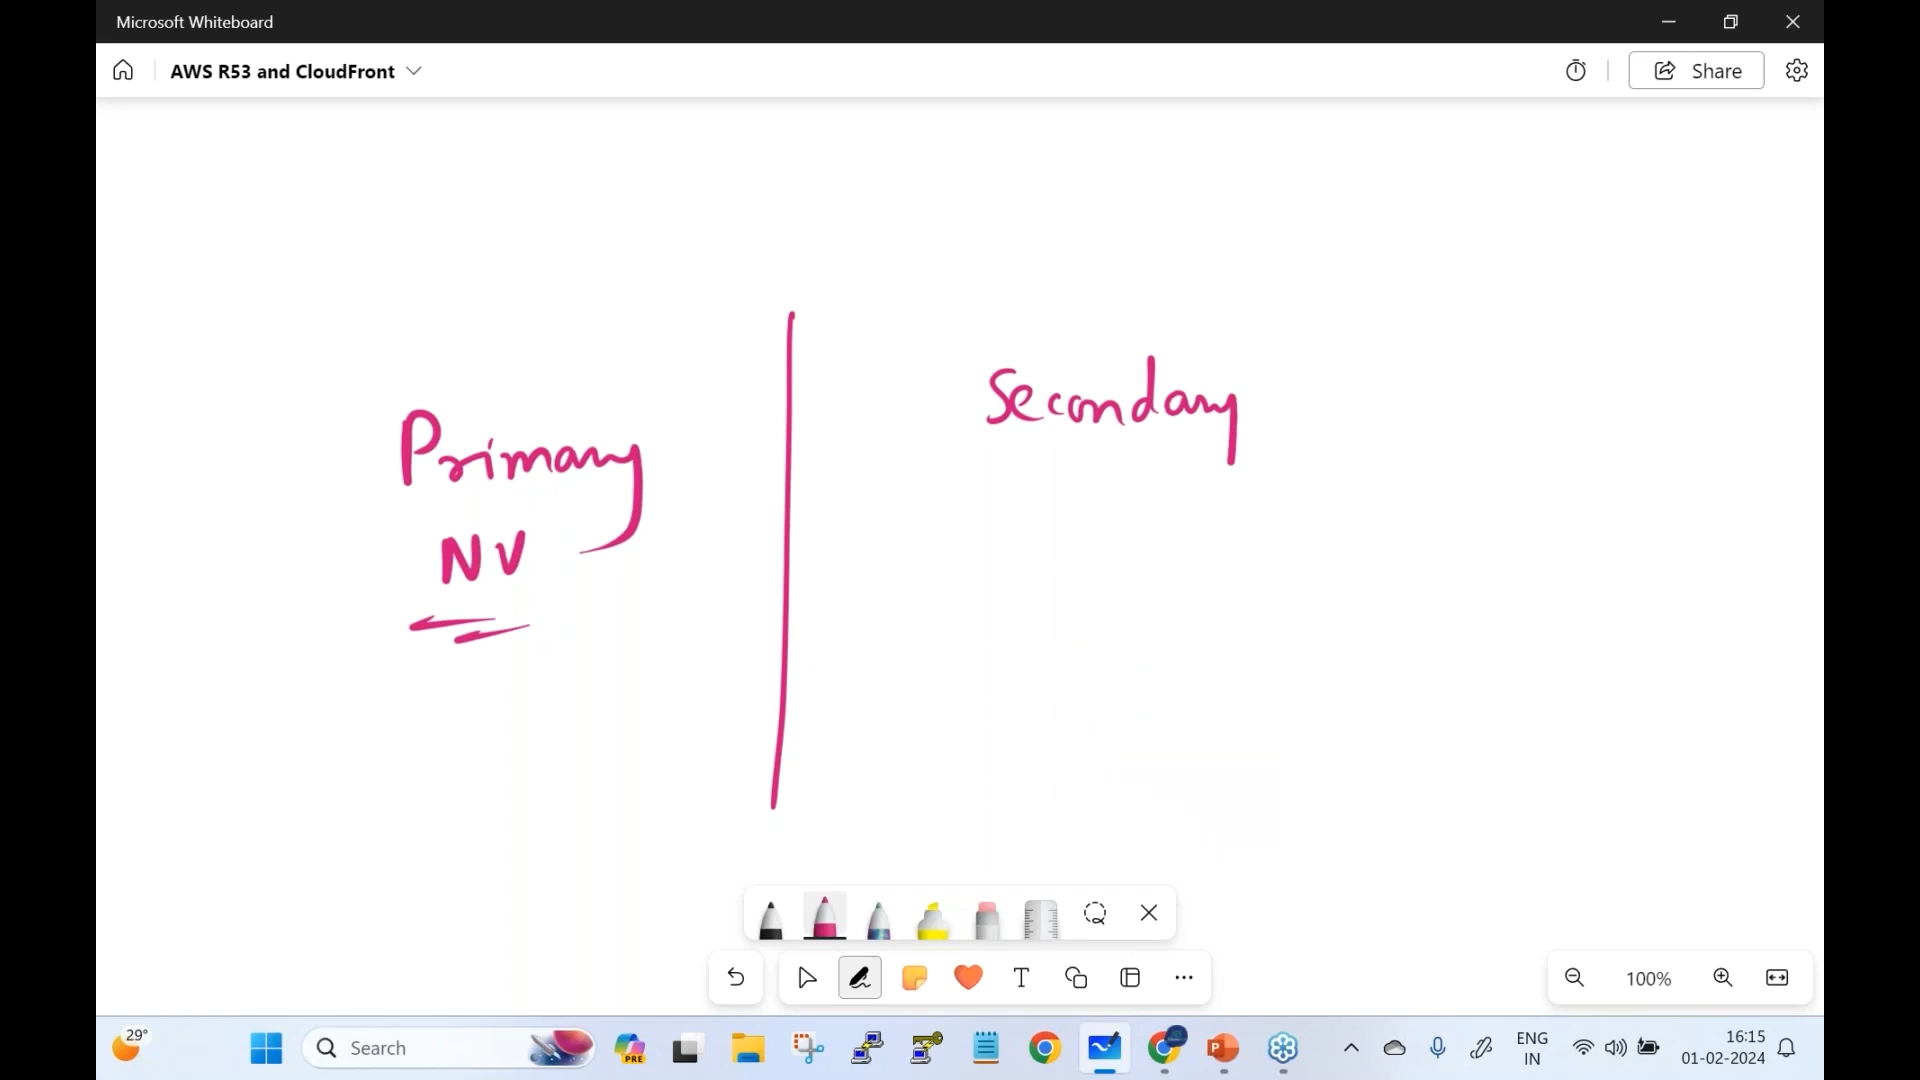 Microsoft Whiteboard
AWS R53 and CloudFront
Share
Secondary
Primary
NV
100%
29°
Search
PRE
ENG
IN
16:15
01-02-2024